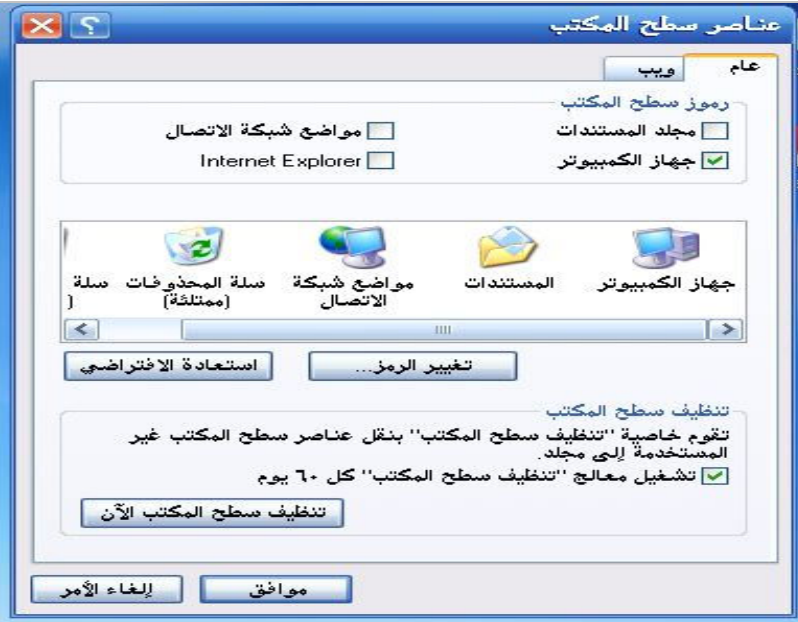 عناصر سطح المكتب
عام
ويب
رموز سطح المكتب
مجلد المستندات
مواضع شبكة الاتصال
جهاز الكمبيوتر
Internet Explorer
جهاز الكمبيوتر
المستندات
مواضع شبكة
الاتصال
سلة المحذوفات
(ممتلئة)
سلة
)
تغيير الرمز...
استعادة الافتراضي
تنظيف سطح المكتب
تقوم خاصية "تنظيف سطح المكتب" بنقل عناصر سطح المكتب غير
المستخدمة إلى مجلد.
تشغيل معالج "تنظيف سطح المكتب" كل ٦٠ يوم
تنظيف سطح المكتب الآن
موافق
إلغاء الأمر